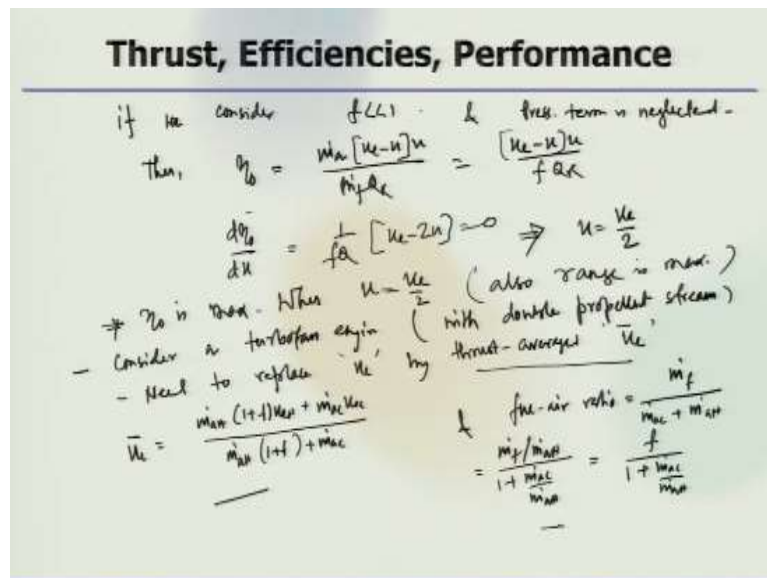 Thrust, Efficiencies, Performance
if we consider f<<1 . & Press. term is neglected -
Then, η₀ = ṁa [ue-u]u / ṁf QR = [ue-u]u / f QR
dη₀/du = 1/fQ [ue-2u] = 0 ⇒ u = ue/2
⇒ η₀ is max. When u = ue/2 (also range is max.)
- Consider a turbofan engin (with double propellent stream)
- Need to replace 'ue' by thrust-averaged 'ūe'
ūe = ṁaH (1+f)ueH + ṁac uec / ṁaH (1+f) + ṁac
& fue-air ratio = ṁf / ṁac + ṁaH
= ṁf/ṁaH / 1 + ṁac/ṁaH = f / 1 + ṁac/ṁaH